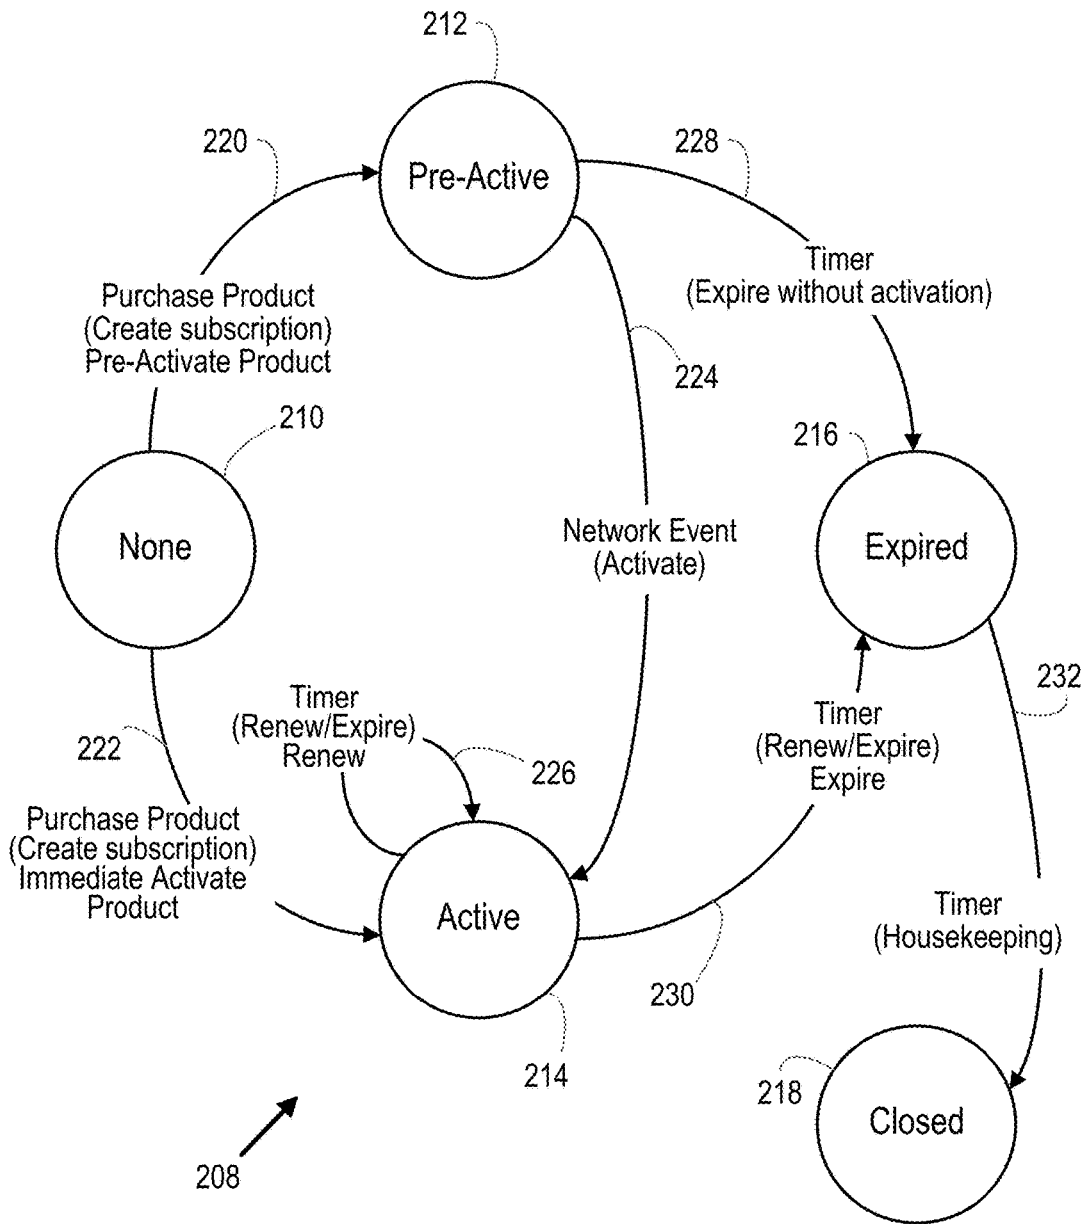 212
220
228
Pre-Active
Timer
(Expire without activation)
Purchase Product
(Create subscription)
Pre-Activate Product
224
210
216
None
Network Event
(Activate)
Expired
232
Timer
(Renew/Expire)
Renew
Timer
(Renew/Expire)
Expire
222
226
Purchase Product
(Create subscription)
Immediate Activate
Product
Active
Timer
(Housekeeping)
230
214
218
Closed
208